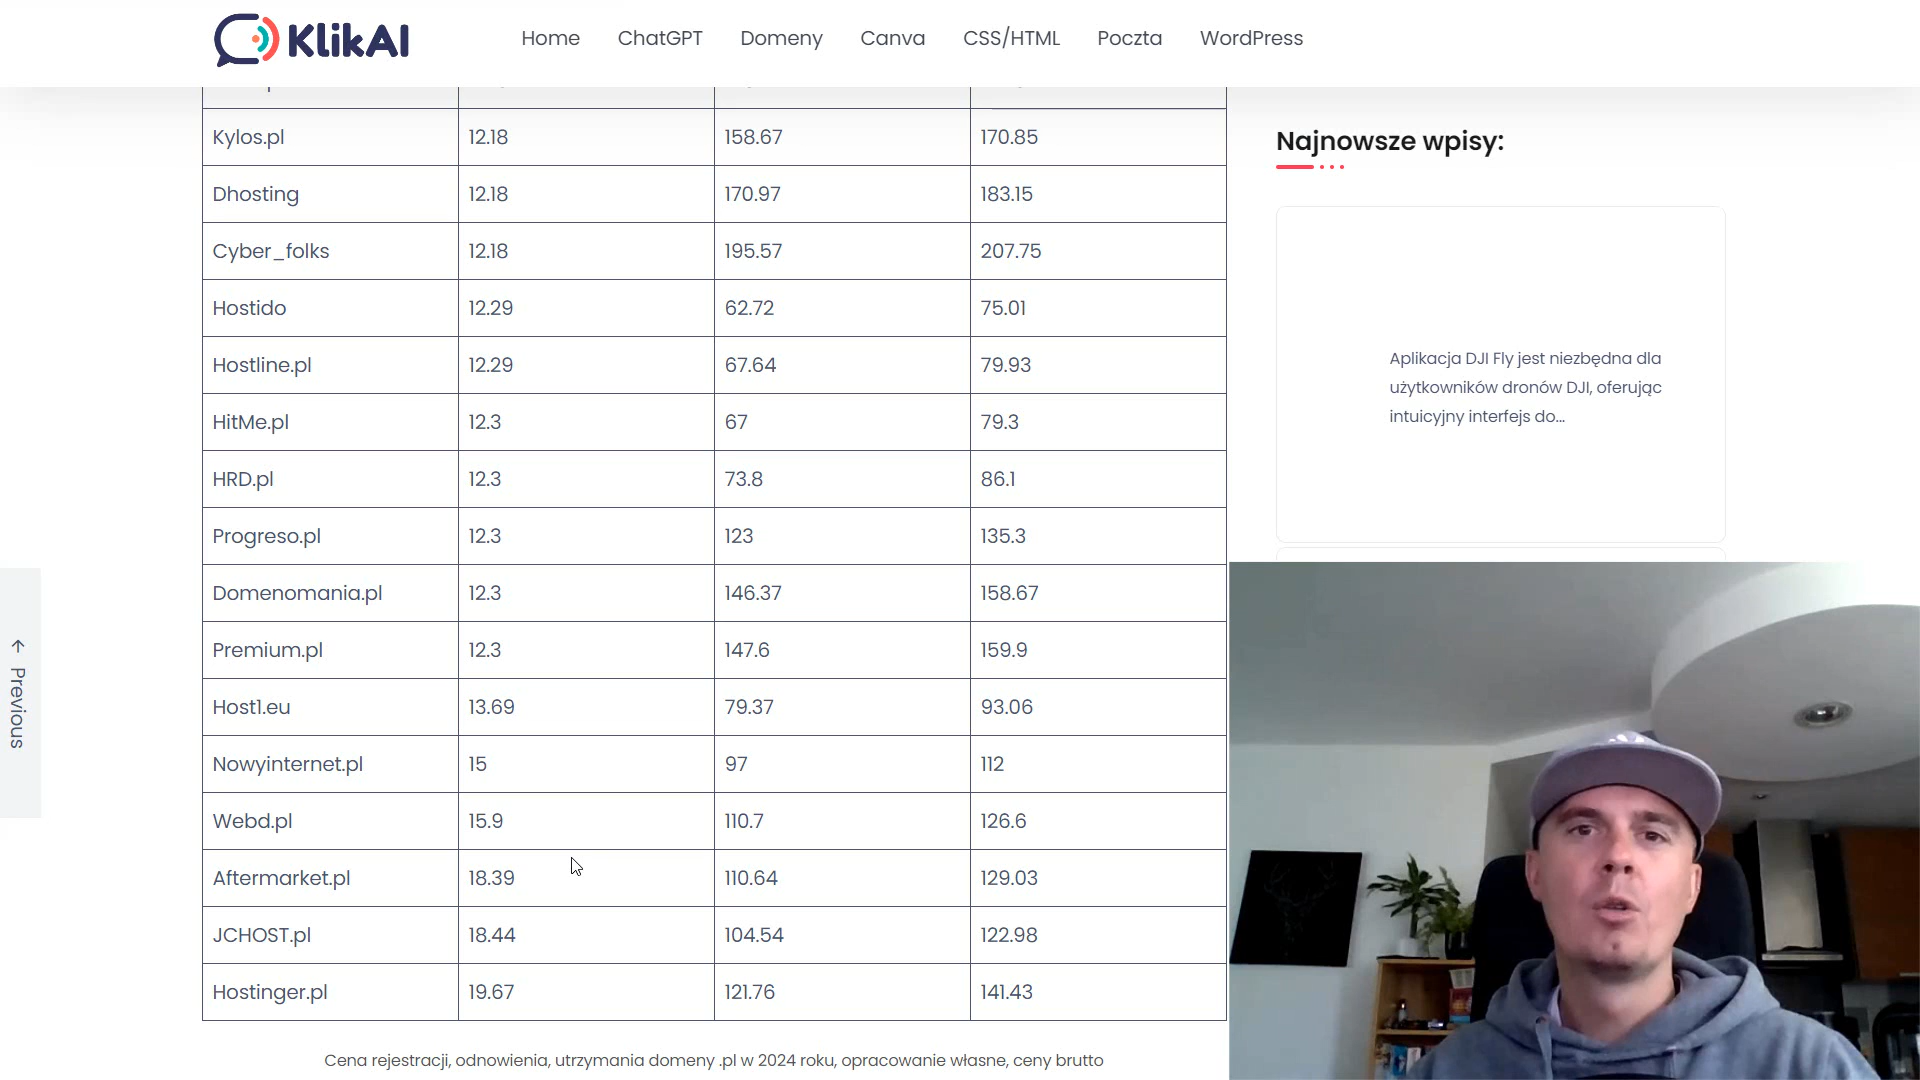 KlikAI
Home ChatGPT Domeny Canva CSS/HTML Poczta WordPress
Kylos.pl 12.18 158.67 170.85
Dhosting 12.18 170.97 183.15
Cyber_folks 12.18 195.57 207.75
Hostido 12.29 62.72 75.01
Hostline.pl 12.29 67.64 79.93
HitMe.pl 12.3 67 79.3
HRD.pl 12.3 73.8 86.1
Progreso.pl 12.3 123 135.3
Domenomania.pl 12.3 146.37 158.67
Premium.pl 12.3 147.6 159.9
Host1.eu 13.69 79.37 93.06
Nowyinternet.pl 15 97 112
Webd.pl 15.9 110.7 126.6
Aftermarket.pl 18.39 110.64 129.03
JCHOST.pl 18.44 104.54 122.98
Hostinger.pl 19.67 121.76 141.43
Cena rejestracji, odnowienia, utrzymania domeny .pl w 2024 roku, opracowanie własne, ceny brutto
Najnowsze wpisy:
Aplikacja DJI Fly jest niezbędna dla
użytkowników dronów DJI, oferując
intuicyjny interfejs do...
← Previous